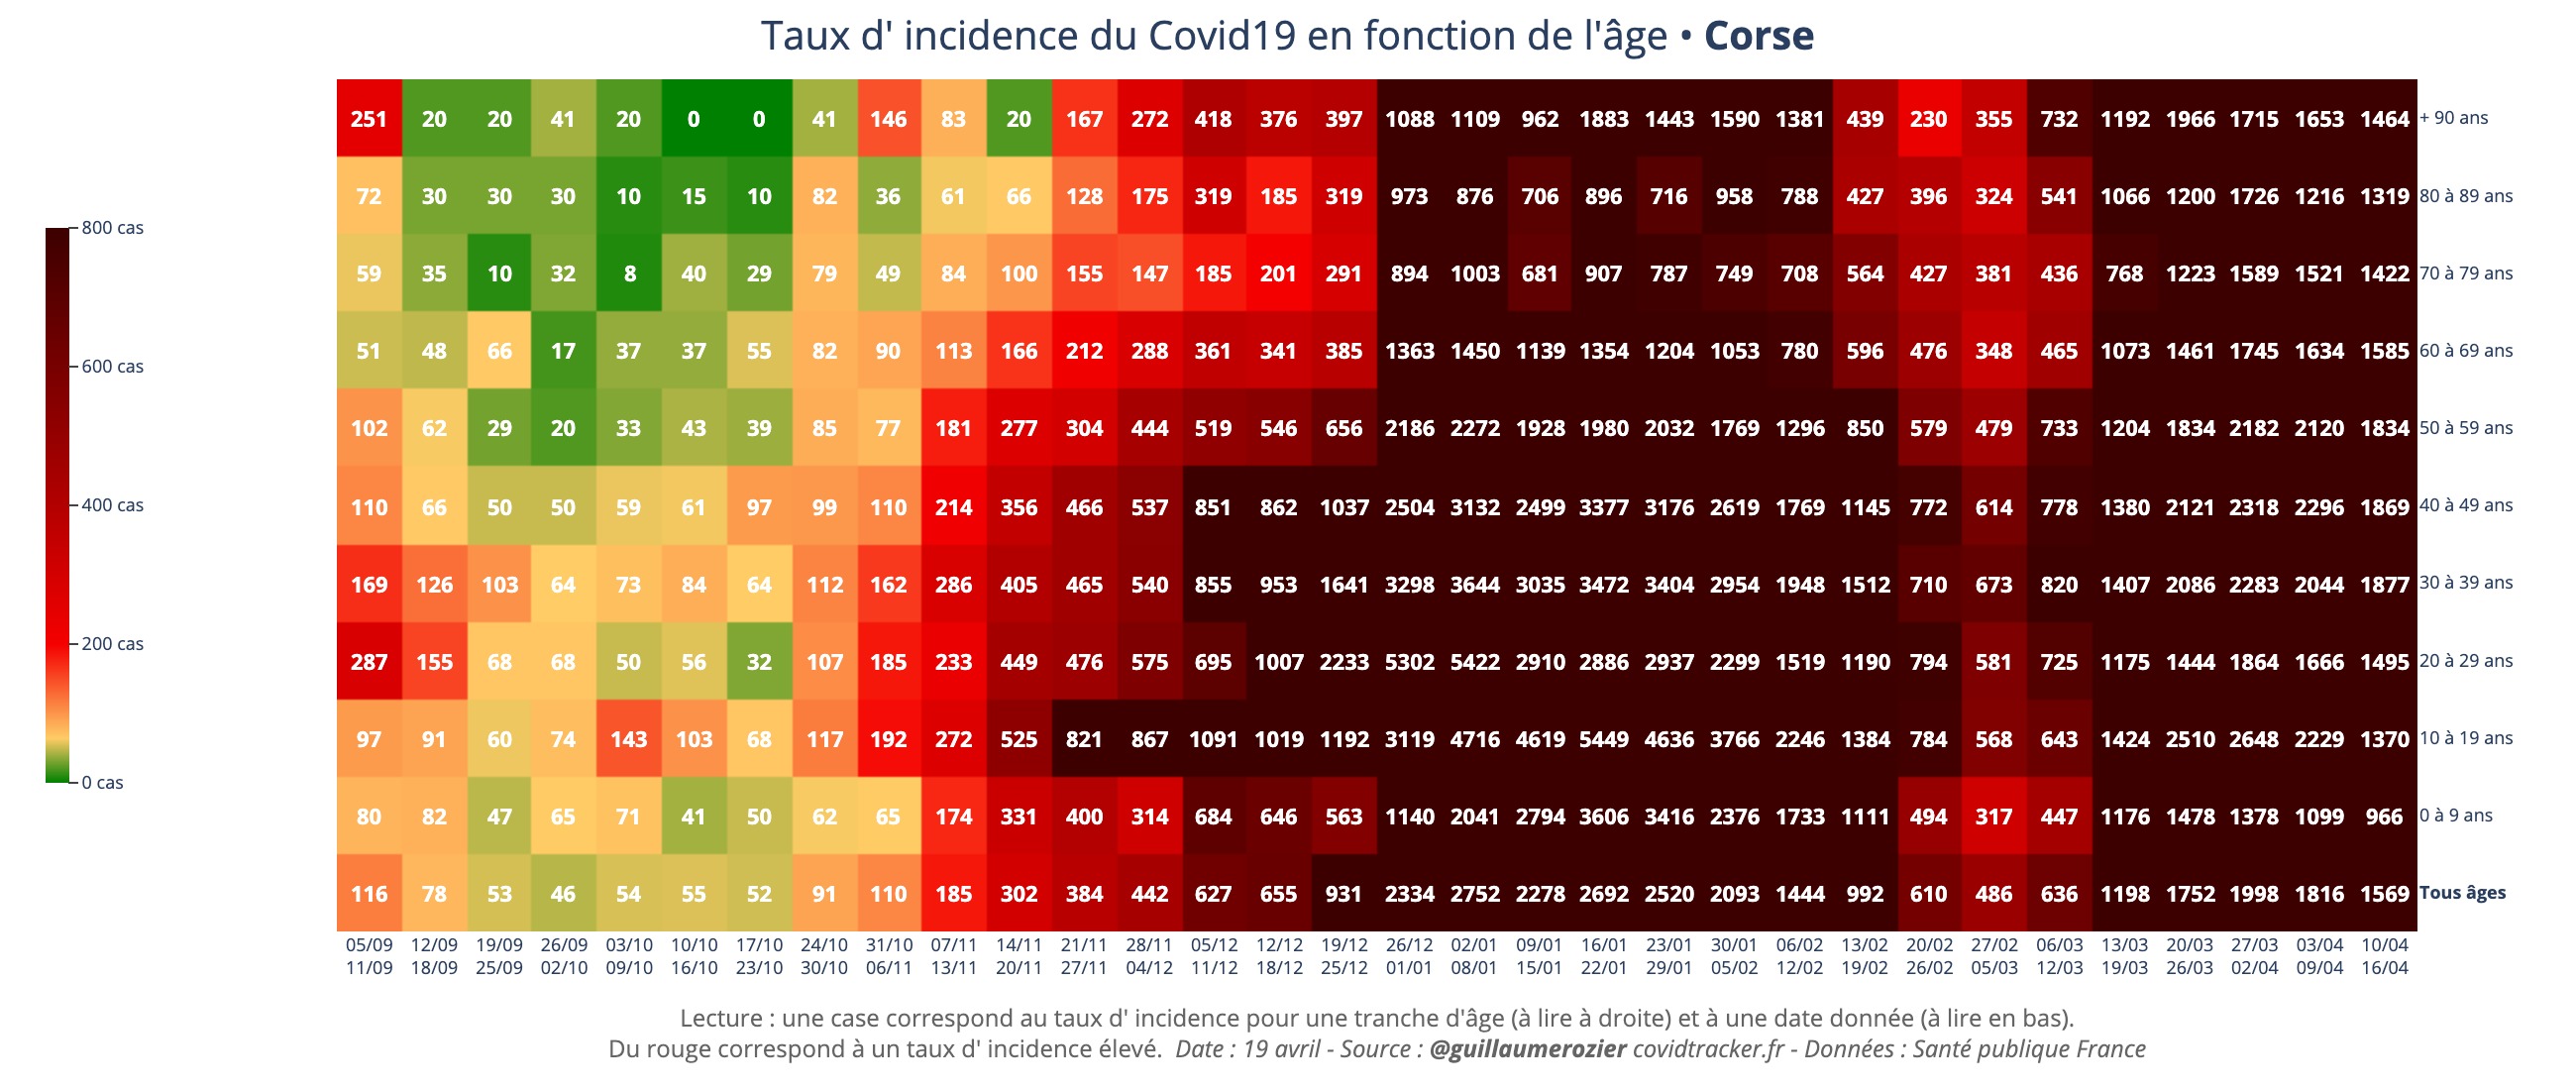 Taux d' incidence du Covid19 en fonction de l'âge • Corse
251 20 20 41 20 0 0 41 146 83 20 167 272 418 376 397 1088 1109 962 1883 1443 1590 1381 439 230 355 732 1192 1966 1715 1653 1464 + 90 ans
72 30 30 30 10 15 10 82 36 61 66 128 175 319 185 319 973 876 706 896 716 958 788 427 396 324 541 1066 1200 1726 1216 1319 80 à 89 ans
800 cas
59 35 10 32 8 40 29 79 49 84 100 155 147 185 201 291 894 1003 681 907 787 749 708 564 427 381 436 768 1223 1589 1521 1422 70 à 79 ans
51 48 66 17 37 37 55 82 90 113 166 212 288 361 341 385 1363 1450 1139 1354 1204 1053 780 596 476 348 465 1073 1461 1745 1634 1585 60 à 69 ans
600 cas
102 62 29 20 33 43 39 85 77 181 277 304 444 519 546 656 2186 2272 1928 1980 2032 1769 1296 850 579 479 733 1204 1834 2182 2120 1834 50 à 59 ans
400 cas
110 66 50 50 59 61 97 99 110 214 356 466 537 851 862 1037 2504 3132 2499 3377 3176 2619 1769 1145 772 614 778 1380 2121 2318 2296 1869 40 à 49 ans
169 126 103 64 73 84 64 112 162 286 405 465 540 855 953 1641 3298 3644 3035 3472 3404 2954 1948 1512 710 673 820 1407 2086 2283 2044 1877 30 à 39 ans
200 cas
287 155 68 68 50 56 32 107 185 233 449 476 575 695 1007 2233 5302 5422 2910 2886 2937 2299 1519 1190 794 581 725 1175 1444 1864 1666 1495 20 à 29 ans
97 91 60 74 143 103 68 117 192 272 525 821 867 1091 1019 1192 3119 4716 4619 5449 4636 3766 2246 1384 784 568 643 1424 2510 2648 2229 1370 10 à 19 ans
0 cas
80 82 47 65 71 41 50 62 65 174 331 400 314 684 646 563 1140 2041 2794 3606 3416 2376 1733 1111 494 317 447 1176 1478 1378 1099 966 0 à 9 ans
116 78 53 46 54 55 52 91 110 185 302 384 442 627 655 931 2334 2752 2278 2692 2520 2093 1444 992 610 486 636 1198 1752 1998 1816 1569 Tous âges
05/09 12/09 19/09 26/09 03/10 10/10 17/10 24/10 31/10 07/11 14/11 21/11 28/11 05/12 12/12 19/12 26/12 02/01 09/01 16/01 23/01 30/01 06/02 13/02 20/02 27/02 06/03 13/03 20/03 27/03 03/04 10/04
11/09 18/09 25/09 02/10 09/10 16/10 23/10 30/10 06/11 13/11 20/11 27/11 04/12 11/12 18/12 25/12 01/01 08/01 15/01 22/01 29/01 05/02 12/02 19/02 26/02 05/03 12/03 19/03 26/03 02/04 09/04 16/04
Lecture : une case correspond au taux d' incidence pour une tranche d'âge (à lire à droite) et à une date donnée (à lire en bas).
Du rouge correspond à un taux d' incidence élevé. Date : 19 avril - Source : @guillaumerozier covidtracker.fr - Données : Santé publique France